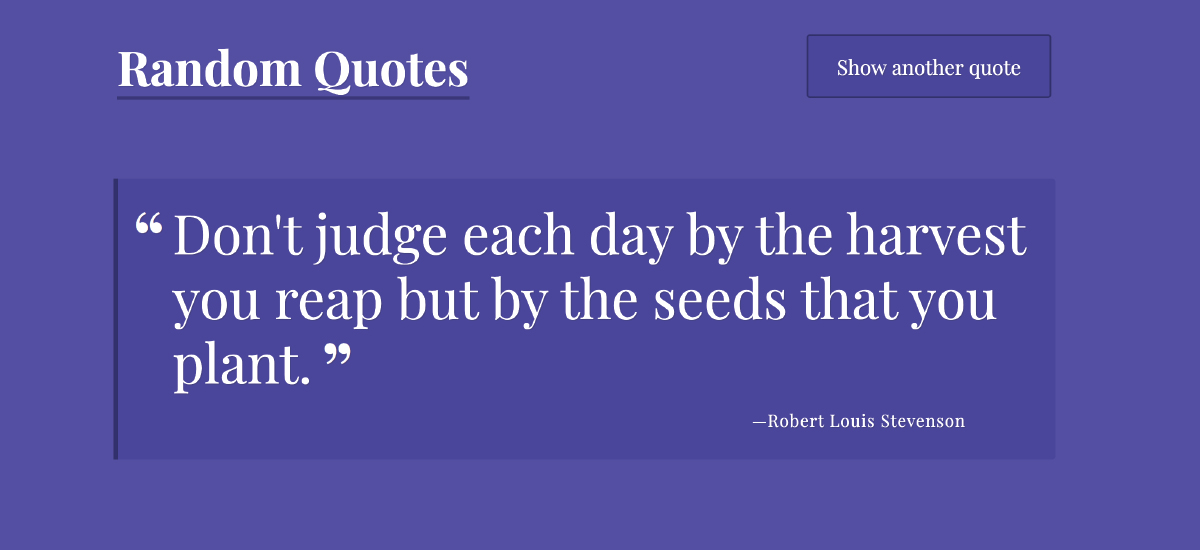 Random Quotes
Show another quote
“ Don't judge each day by the harvest
you reap but by the seeds that you
plant. ”
—Robert Louis Stevenson